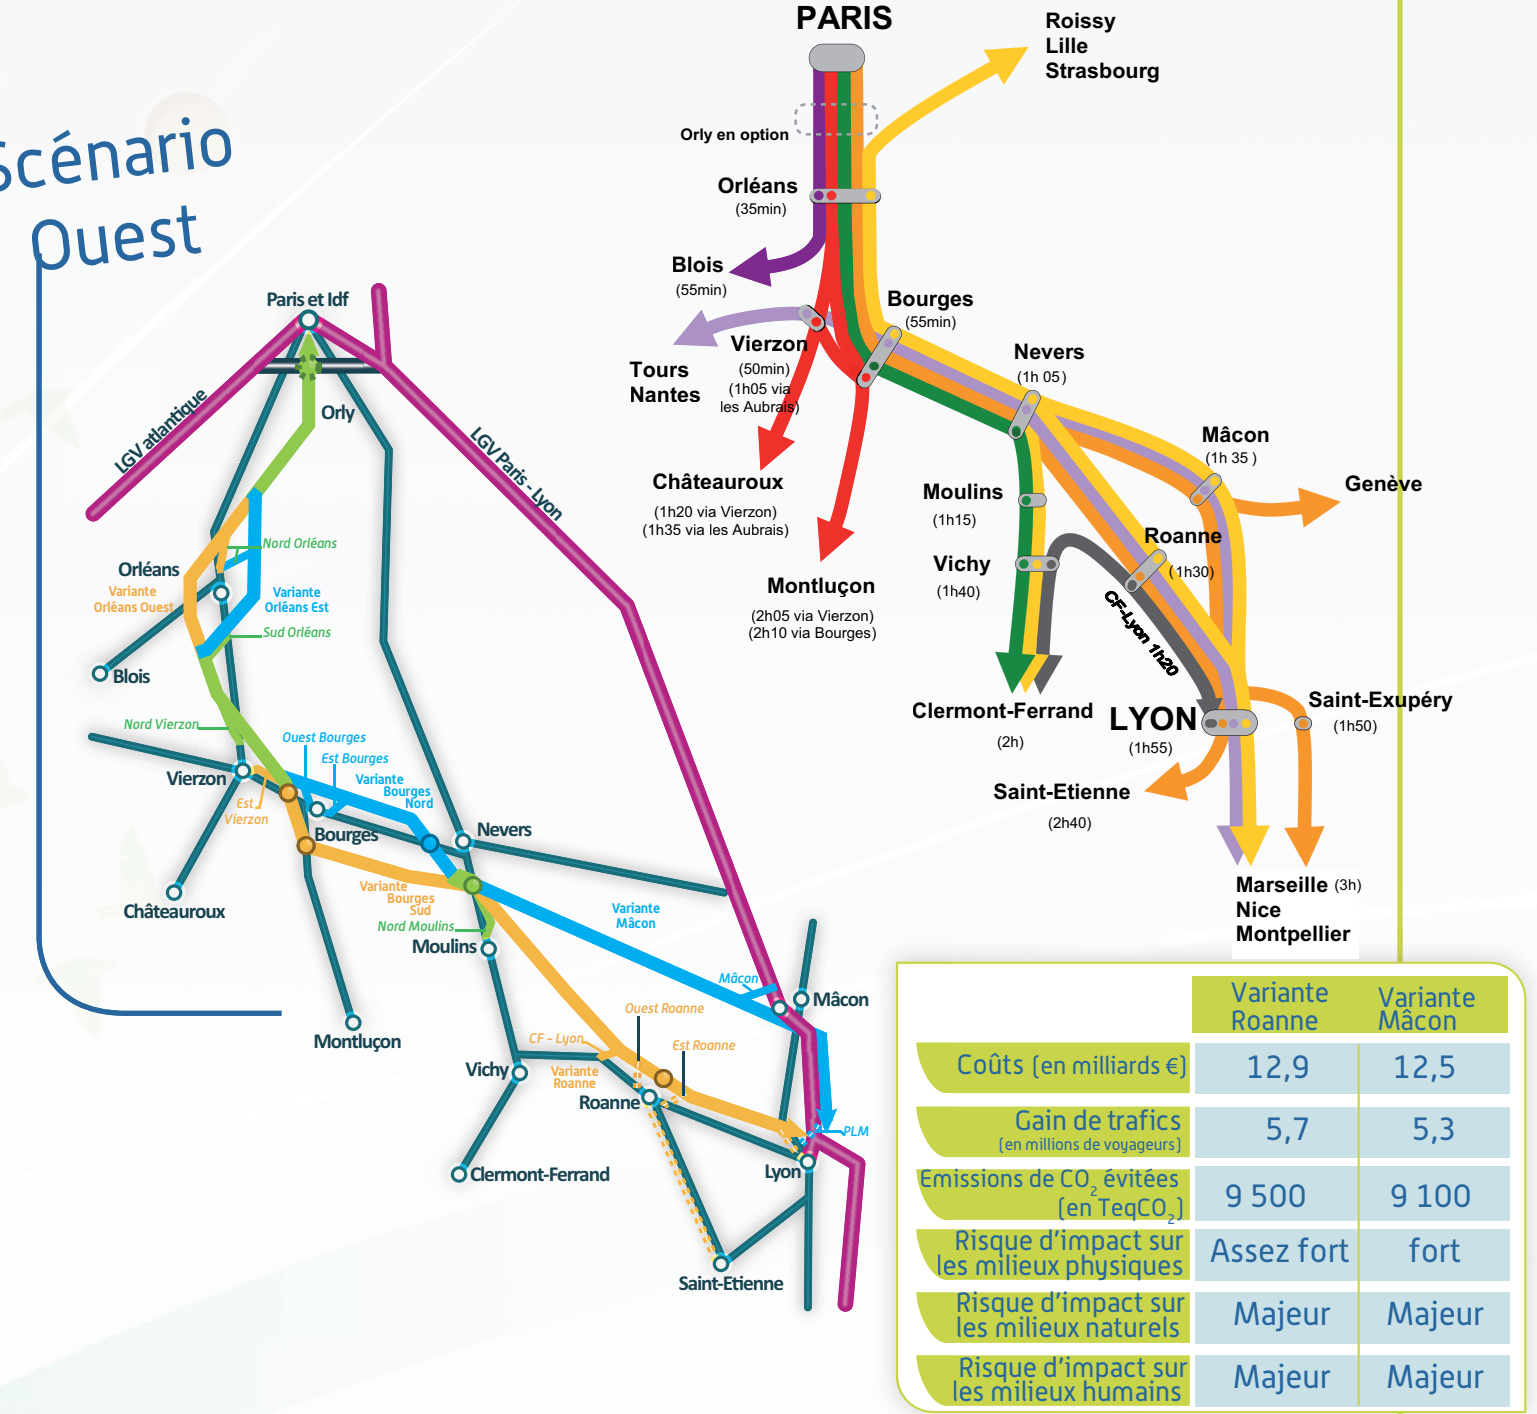 Scénario
Ouest
PARIS
Roissy
Lille
Strasbourg
Orly en option
Orléans
(35min)
Blois
(55min)
Bourges
(55min)
Tours
Nantes
Vierzon
(50min)
(1h05 via
les Aubrais)
Nevers
(1h 05)
Châteauroux
(1h20 via Vierzon)
(1h35 via les Aubrais)
Montluçon
(2h05 via Vierzon)
(2h10 via Bourges)
Moulins
(1h15)
Vichy
(1h40)
Mâcon
(1h 35 )
Genève
Roanne
(1h30)
CF-Lyon 1h20
Clermont-Ferrand
(2h)
LYON
(1h55)
Saint-Exupéry
(1h50)
Saint-Etienne
(2h40)
Marseille (3h)
Nice
Montpellier
Paris et Idf
LGV atlantique
Orly
LGV Paris - Lyon
Nord Orléans
Orléans
Variante
Orléans Ouest
Variante
Orléans Est
Sud Orléans
Blois
Nord Vierzon
Ouest Bourges
Est Bourges
Vierzon
Variante
Bourges
Nord
Est
Vierzon
Bourges
Nevers
Châteauroux
Variante
Bourges
Sud
Variante
Mâcon
Nord Moulins
Moulins
Mâcon
Mâcon
Ouest Roanne
Montluçon
CF - Lyon
Est Roanne
Vichy
Variante
Roanne
Roanne
PLM
Clermont-Ferrand
Lyon
Saint-Etienne
Variante
Roanne
Variante
Mâcon
Coûts (en milliards €)
12,9
12,5
Gain de trafics
(en millions de voyageurs)
5,7
5,3
Emissions de CO2 évitées
(en TeqCO2)
9 500
9 100
Risque d'impact sur
les milieux physiques
Assez fort
fort
Risque d'impact sur
les milieux naturels
Majeur
Majeur
Risque d'impact sur
les milieux humains
Majeur
Majeur